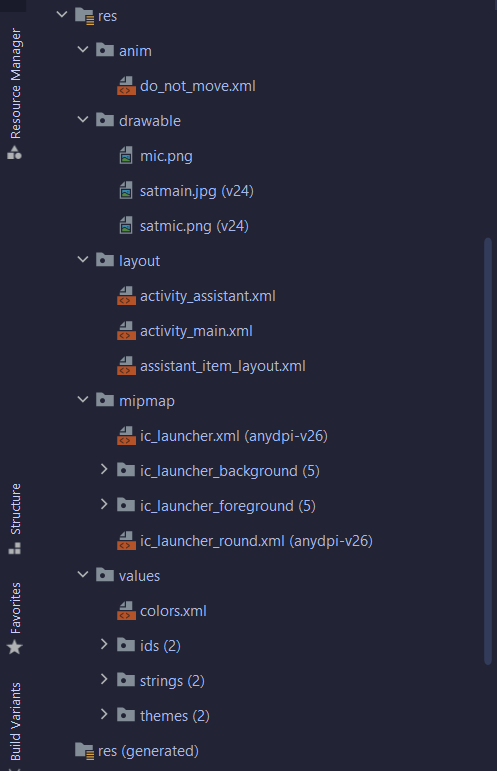 Resource Manager
Structure
Favorites
Build Variants
res
anim
do_not_move.xml
drawable
mic.png
satmain.jpg (v24)
satmic.png (v24)
layout
activity_assistant.xml
activity_main.xml
assistant_item_layout.xml
mipmap
ic_launcher.xml (anydpi-v26)
ic_launcher_background (5)
ic_launcher_foreground (5)
ic_launcher_round.xml (anydpi-v26)
values
colors.xml
ids (2)
strings (2)
themes (2)
res (generated)